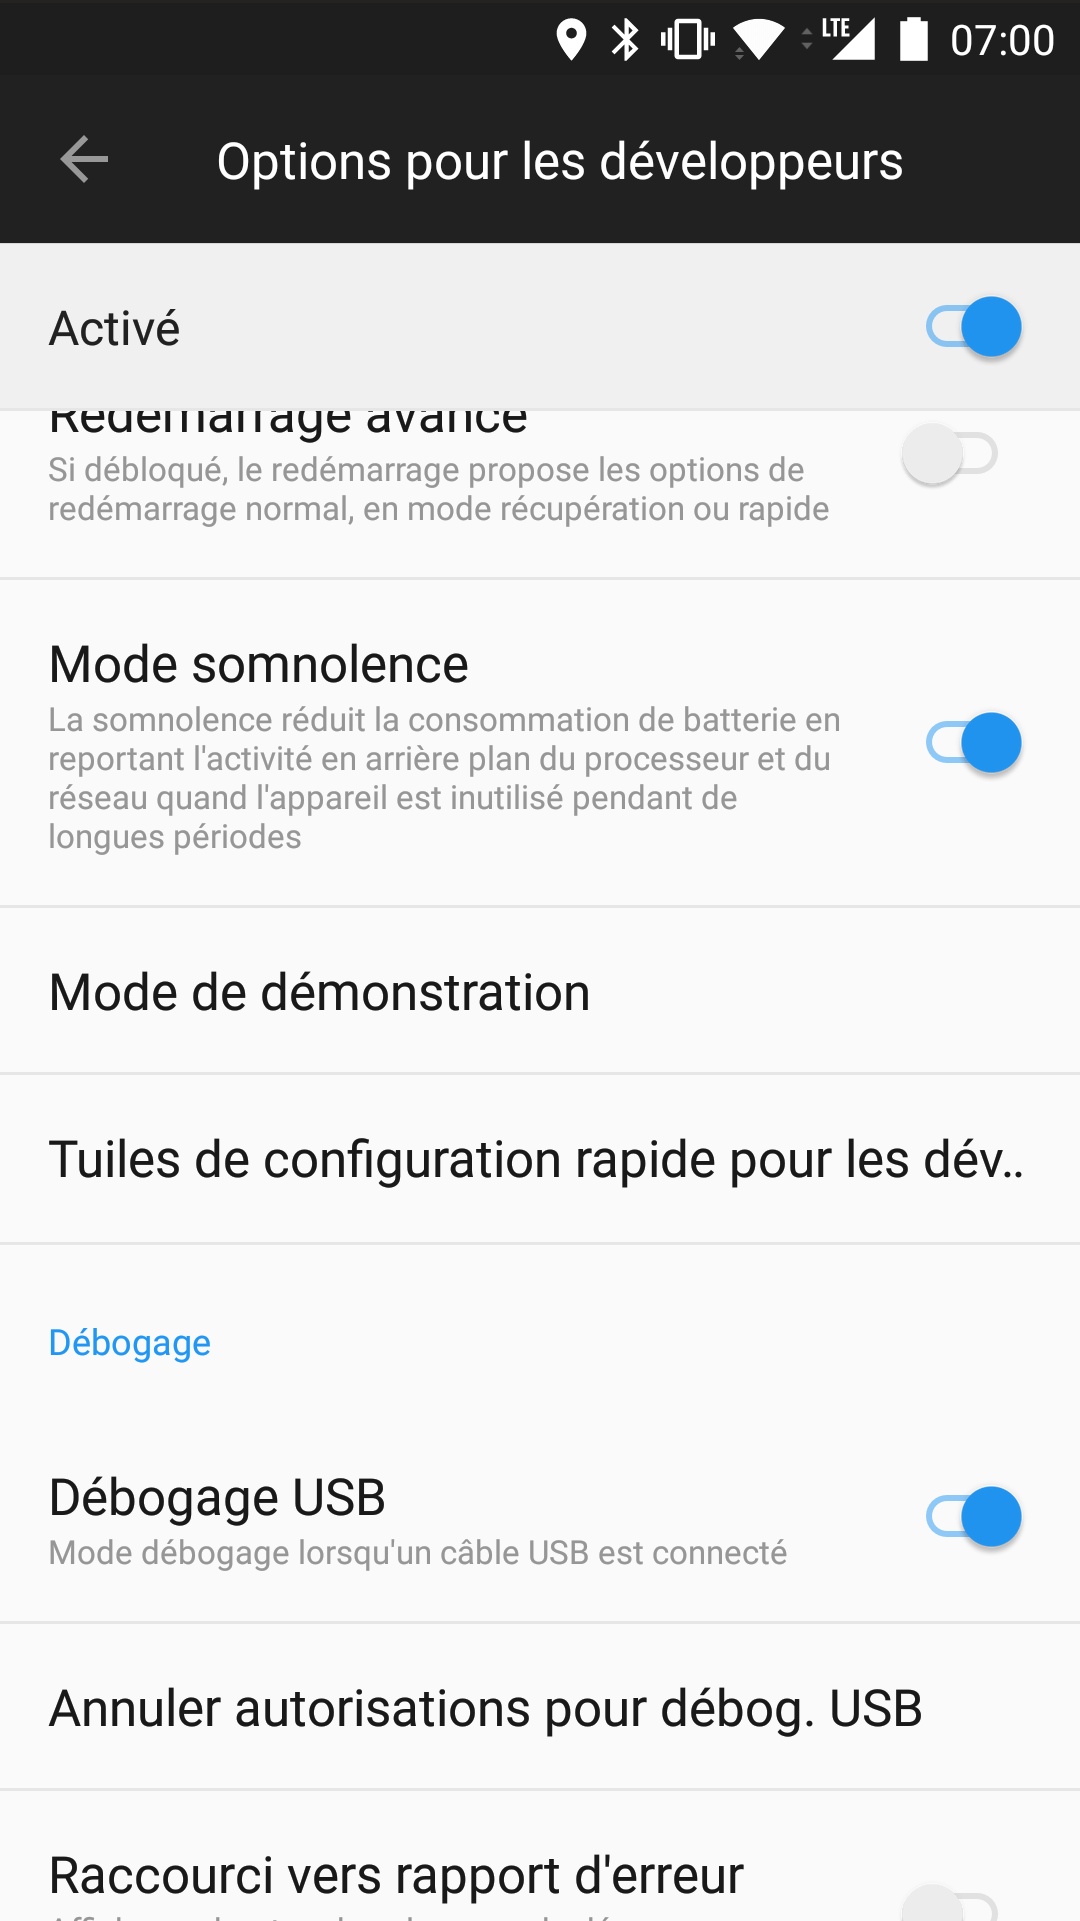 LTE 07:00
Options pour les développeurs
Activé
Redémarrage avancé
Si débloqué, le redémarrage propose les options de
redémarrage normal, en mode récupération ou rapide
Mode somnolence
La somnolence réduit la consommation de batterie en
reportant l'activité en arrière plan du processeur et du
réseau quand l'appareil est inutilisé pendant de
longues périodes
Mode de démonstration
Tuiles de configuration rapide pour les dév..
Débogage
Débogage USB
Mode débogage lorsqu'un câble USB est connecté
Annuler autorisations pour débog. USB
Raccourci vers rapport d'erreur